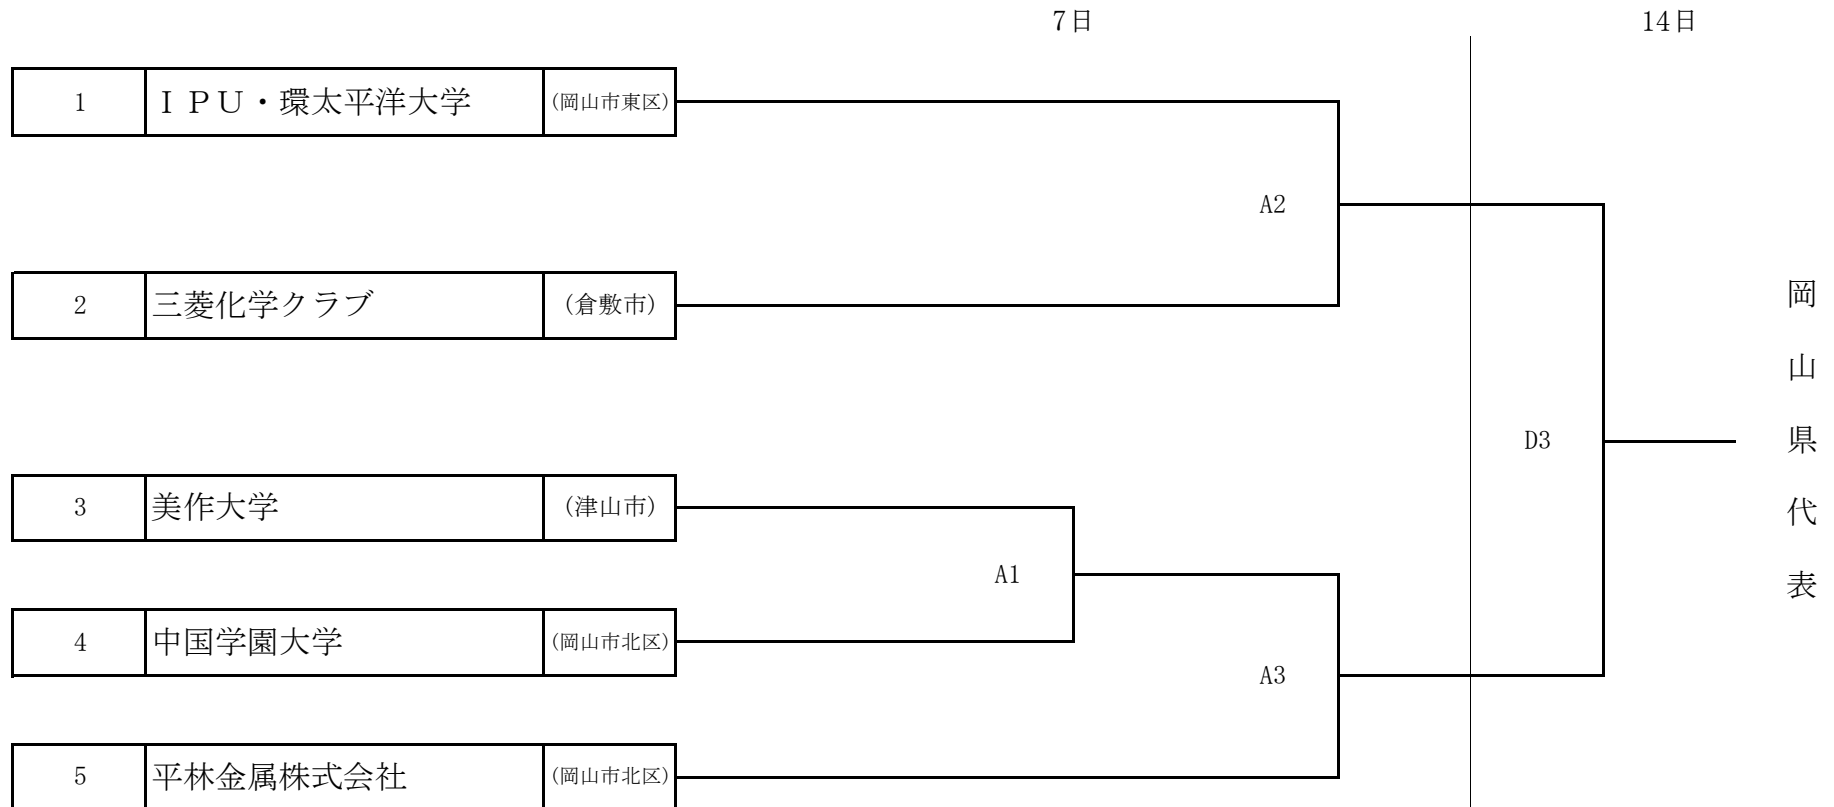 7日 14日
1 ＩＰＵ・環太平洋大学 (岡山市東区)
A2
2 三菱化学クラブ (倉敷市)
岡山県代表
D3
3 美作大学 (津山市)
A1
4 中国学園大学 (岡山市北区)
A3
5 平林金属株式会社 (岡山市北区)